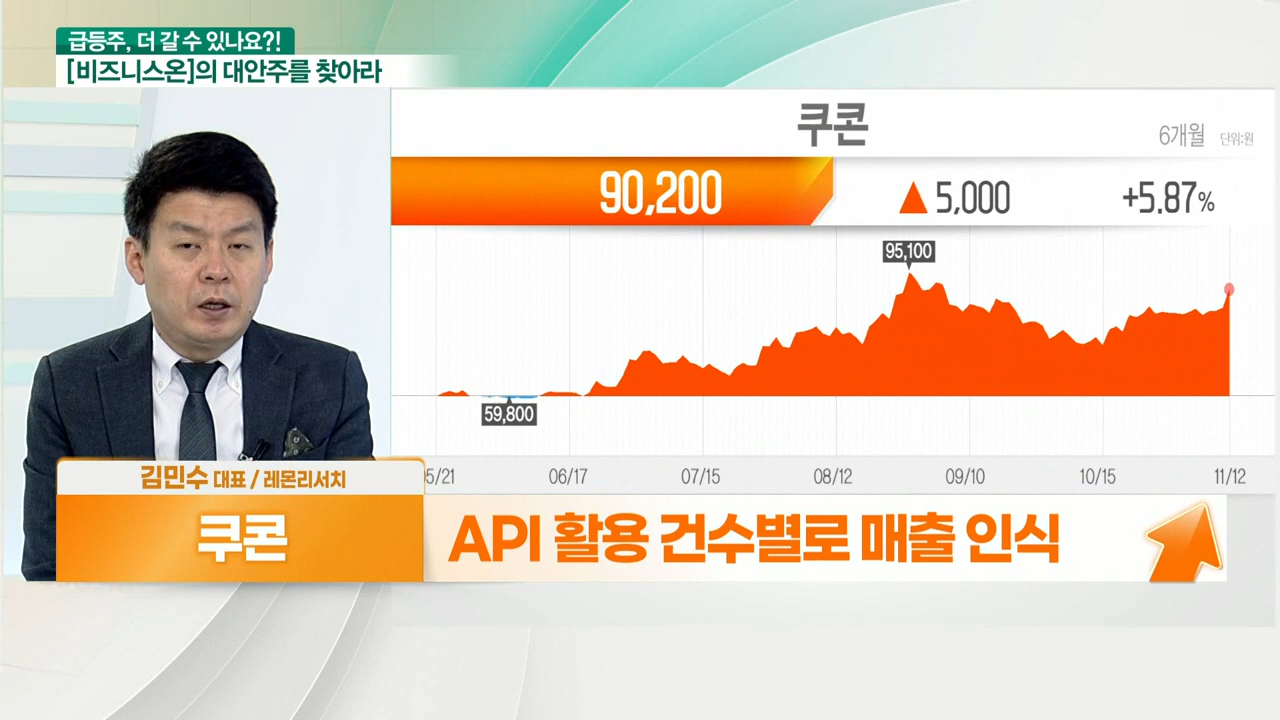 급등주, 더 갈 수 있나요?!
[비즈니스온]의 대안주를 찾아라
쿠콘
6개월 단위:원
90,200 ▲ 5,000 +5.87%
95,100
59,800
5/21 06/17 07/15 08/12 09/10 10/15 11/12
김민수 대표 / 레몬리서치
쿠콘
API 활용 건수별로 매출 인식